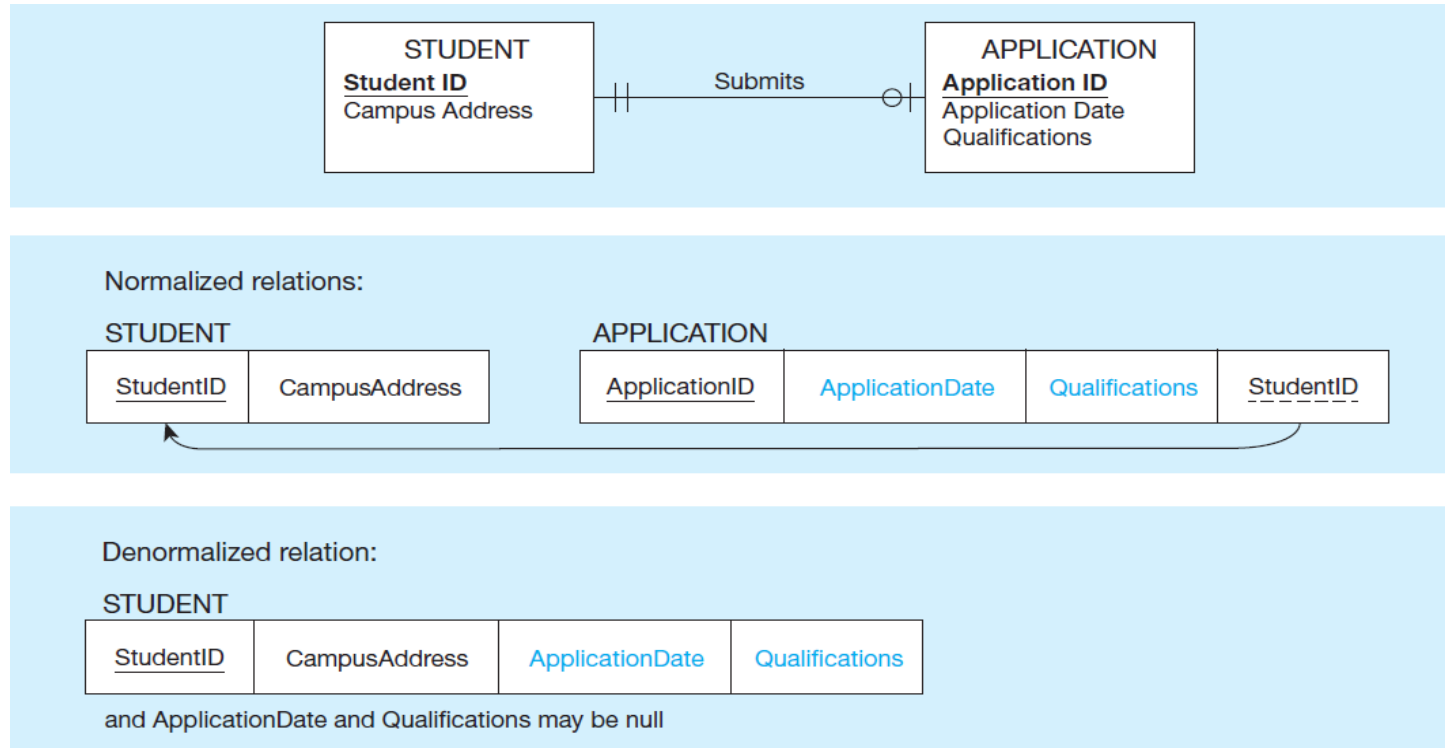 STUDENT
Student ID
Campus Address
Submits
APPLICATION
Application ID
Application Date
Qualifications
Normalized relations:
STUDENT
StudentID CampusAddress
APPLICATION
ApplicationID ApplicationDate Qualifications StudentID
Denormalized relation:
STUDENT
StudentID CampusAddress ApplicationDate Qualifications
and ApplicationDate and Qualifications may be null